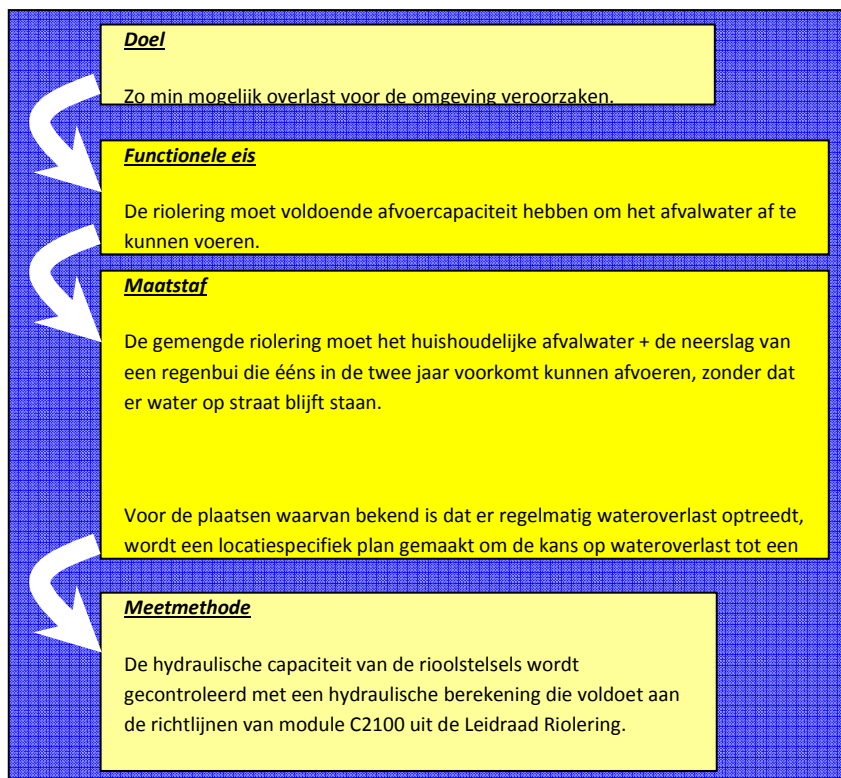 Doel
Zo min mogelijk overlast voor de omgeving veroorzaken.
Functionele eis
De riolering moet voldoende afvoercapaciteit hebben om het afvalwater af te
kunnen voeren.
Maatstaf
De gemengde riolering moet het huishoudelijke afvalwater + de neerslag van
een regenbui die ééns in de twee jaar voorkomt kunnen afvoeren, zonder dat
er water op straat blijft staan.
Voor de plaatsen waarvan bekend is dat er regelmatig wateroverlast optreedt,
wordt een locatiespecifiek plan gemaakt om de kans op wateroverlast tot een
Meetmethode
De hydraulische capaciteit van de rioolstelsels wordt
gecontroleerd met een hydraulische berekening die voldoet aan
de richtlijnen van module C2100 uit de Leidraad Riolering.